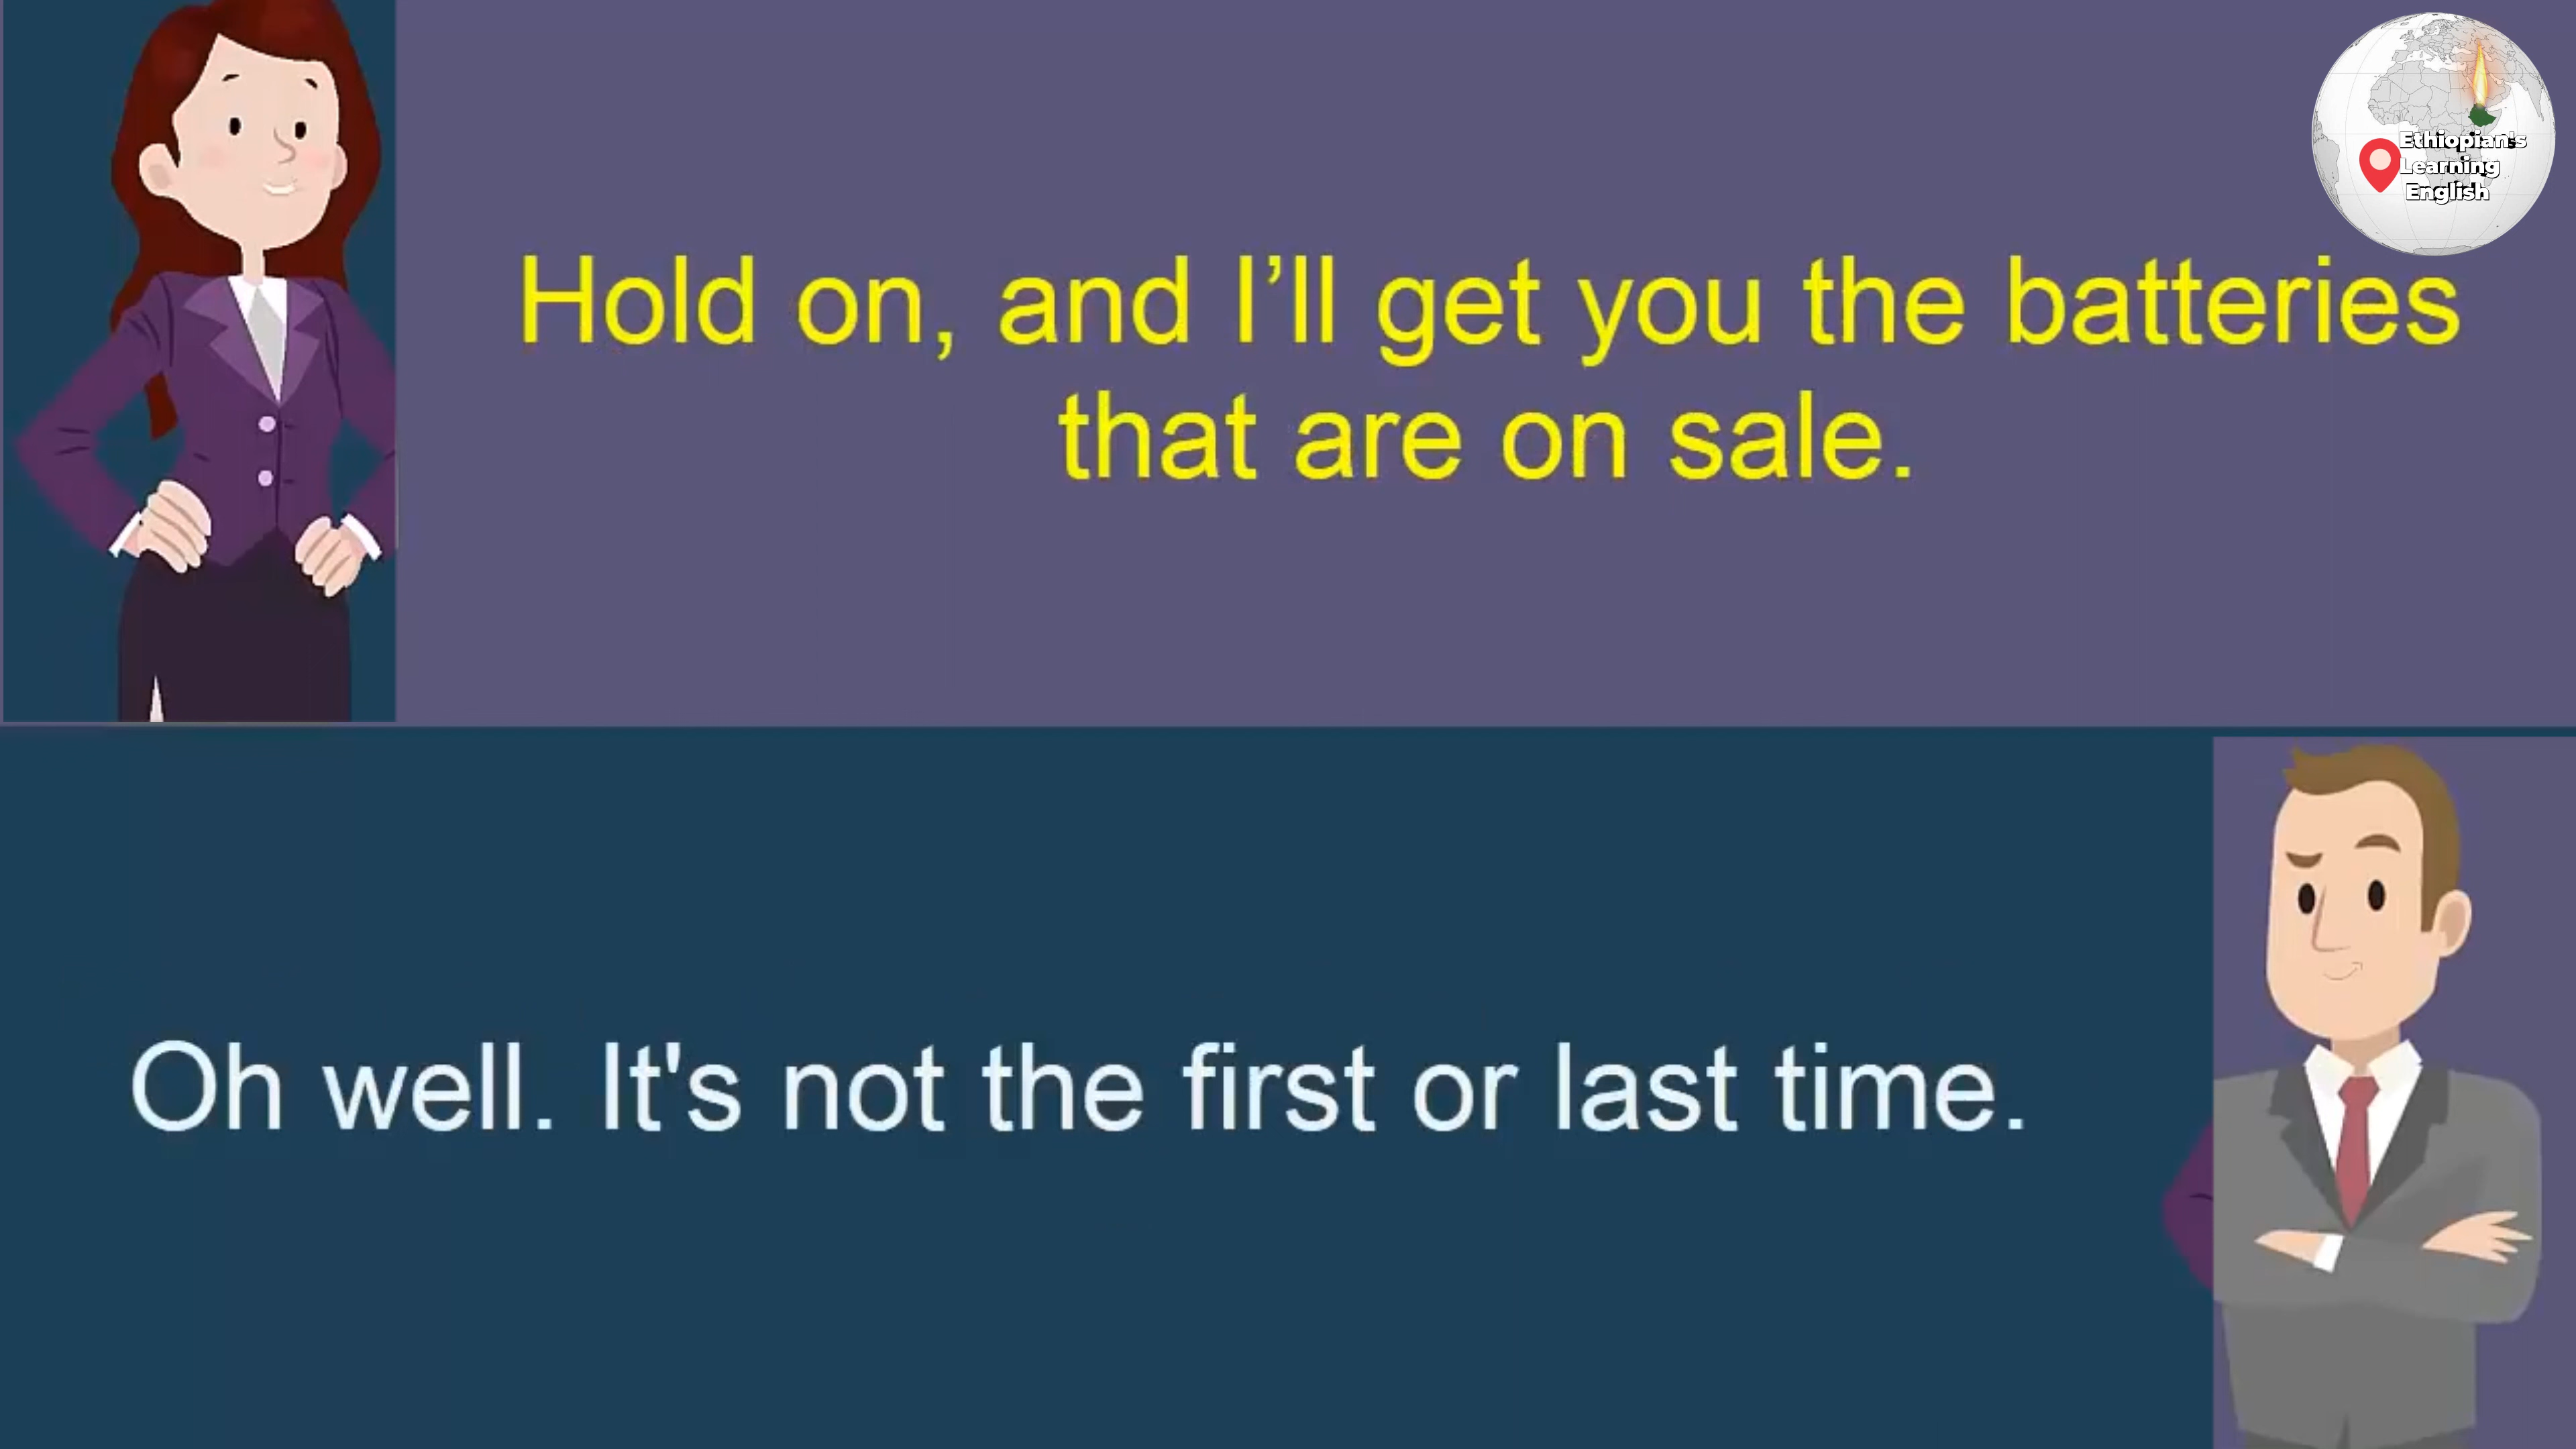 Ethiopian's
Learning
English
Hold on, and I’ll get you the batteries
that are on sale.
Oh well. It's not the first or last time.